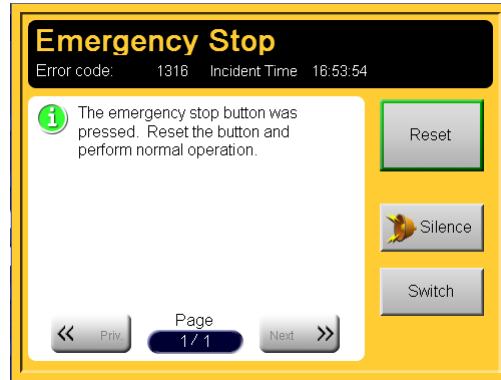 Emergency Stop
Error code: 1316 Incident Time 16:53:54
The emergency stop button was
pressed. Reset the button and
perform normal operation.
Reset
Silence
Switch
Page
Priv. 1 / 1 Next